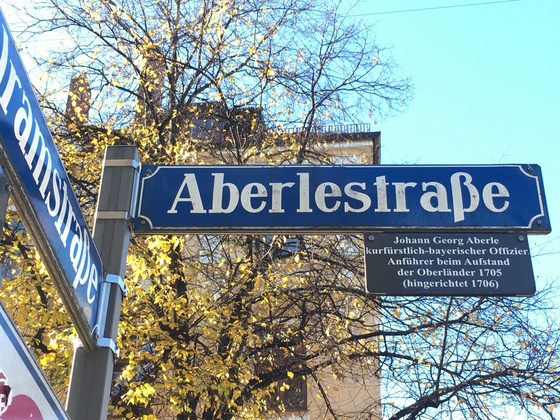 Aberlestraße
Johann Georg Aberle
kurfürstlich-bayerischer Offizier,
Anführer beim Aufstand
der Oberländer 1705
(hingerichtet 1706)